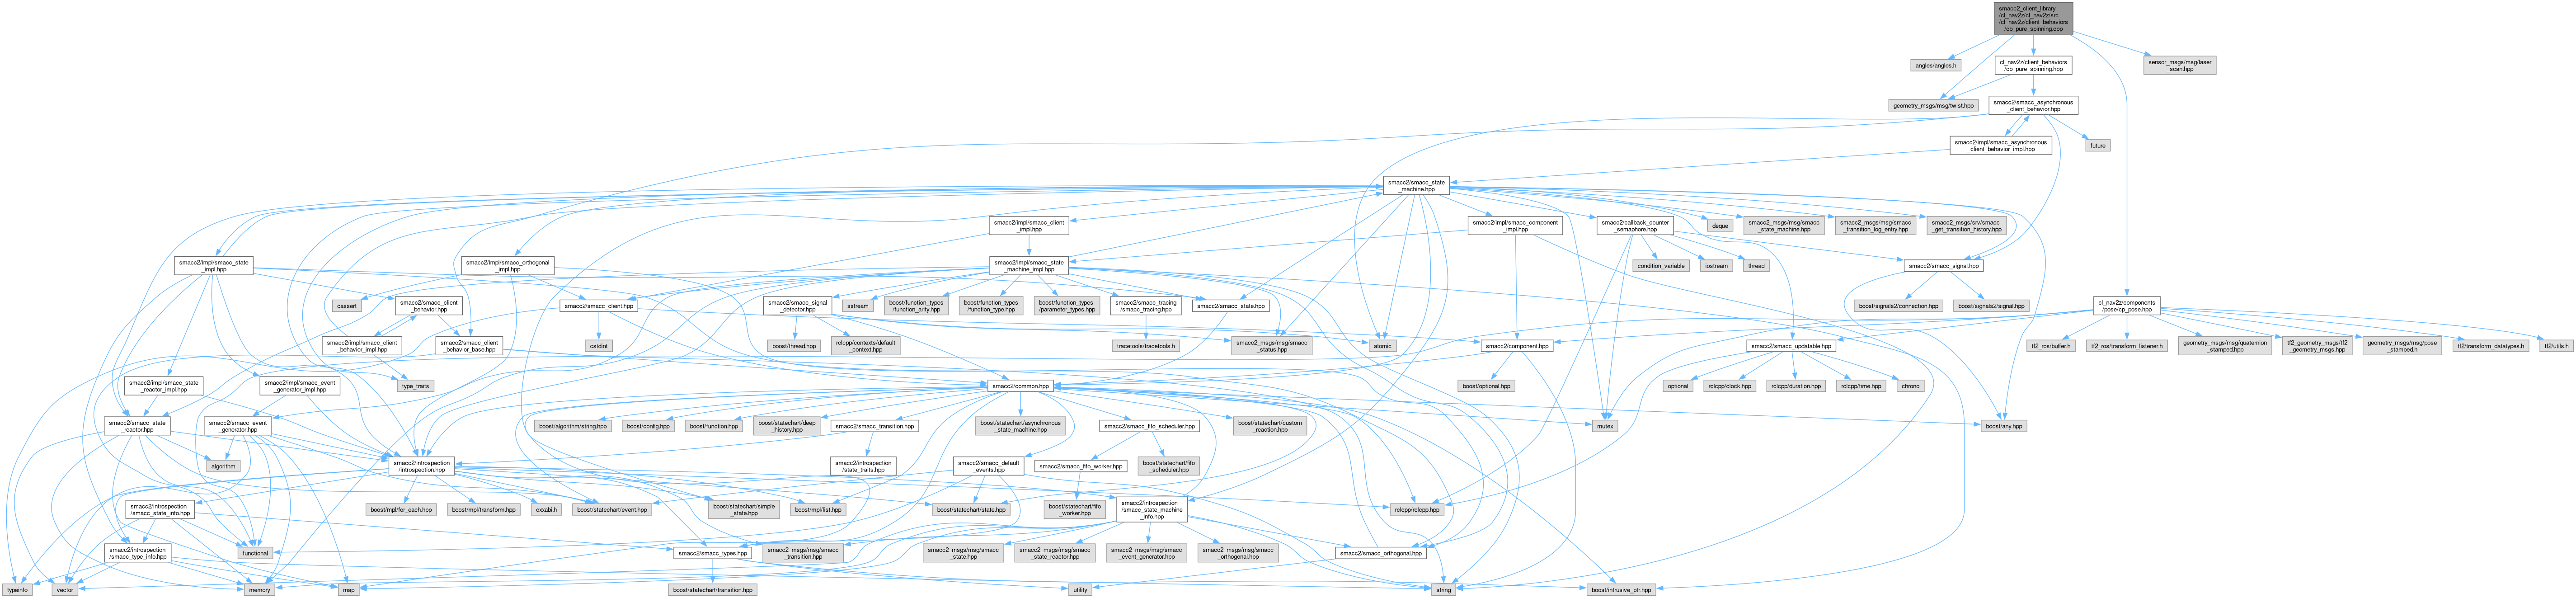 smacc2_client_library
/cl_nav2z/cl_nav2z/src
/cl_nav2z/client_behaviors
/cb_pure_spinning.cpp
angles/angles.h
cl_nav2z/client_behaviors
/cb_pure_spinning.hpp
sensor_msgs/msg/laser
_scan.hpp
geometry_msgs/msg/twist.hpp
smacc2/smacc_asynchronous
_client_behavior.hpp
smacc2/impl/smacc_asynchronous
_client_behavior_impl.hpp
future
smacc2/smacc_state
_machine.hpp
smacc2/impl/smacc_client
_impl.hpp
smacc2/impl/smacc_component
_impl.hpp
smacc2/callback_counter
_semaphore.hpp
deque
smacc2_msgs/msg/smacc
_state_machine.hpp
smacc2_msgs/msg/smacc
_transition_log_entry.hpp
smacc2_msgs/srv/smacc
_get_transition_history.hpp
smacc2/impl/smacc_state
_impl.hpp
smacc2/impl/smacc_orthogonal
_impl.hpp
smacc2/impl/smacc_state
_machine_impl.hpp
condition_variable
iostream
thread
smacc2/smacc_signal.hpp
cassert
smacc2/smacc_client
_behavior.hpp
smacc2/smacc_client.hpp
smacc2/smacc_signal
_detector.hpp
sstream
boost/function_types
/function_arity.hpp
boost/function_types
/function_type.hpp
boost/function_types
/parameter_types.hpp
smacc2/smacc_tracing
/smacc_tracing.hpp
smacc2/smacc_state.hpp
boost/signals2/connection.hpp
boost/signals2/signal.hpp
cl_nav2z/components
/pose/cp_pose.hpp
smacc2/impl/smacc_client
_behavior_impl.hpp
smacc2/smacc_client
_behavior_base.hpp
cstdint
boost/thread.hpp
rclcpp/contexts/default
_context.hpp
tracetools/tracetools.h
smacc2_msgs/msg/smacc
_status.hpp
atomic
smacc2/component.hpp
smacc2/smacc_updatable.hpp
tf2_ros/buffer.h
tf2_ros/transform_listener.h
geometry_msgs/msg/quaternion
_stamped.hpp
tf2_geometry_msgs/tf2
_geometry_msgs.hpp
geometry_msgs/msg/pose
_stamped.h
tf2/transform_datatypes.h
tf2/utils.h
smacc2/impl/smacc_state
_reactor_impl.hpp
smacc2/impl/smacc_event
_generator_impl.hpp
type_traits
smacc2/common.hpp
boost/optional.hpp
optional
rclcpp/clock.hpp
rclcpp/duration.hpp
rclcpp/time.hpp
chrono
smacc2/smacc_state
_reactor.hpp
smacc2/smacc_event
_generator.hpp
boost/algorithm/string.hpp
boost/config.hpp
boost/function.hpp
boost/statechart/deep
_history.hpp
smacc2/smacc_transition.hpp
boost/statechart/asynchronous
_state_machine.hpp
smacc2/smacc_fifo_scheduler.hpp
boost/statechart/custom
_reaction.hpp
mutex
boost/any.hpp
algorithm
smacc2/introspection
/introspection.hpp
smacc2/introspection
/state_traits.hpp
smacc2/smacc_default
_events.hpp
smacc2/smacc_fifo_worker.hpp
boost/statechart/fifo
_scheduler.hpp
smacc2/introspection
/smacc_state_info.hpp
boost/mpl/for_each.hpp
boost/mpl/transform.hpp
cxxabi.h
boost/statechart/event.hpp
boost/statechart/simple
_state.hpp
boost/mpl/list.hpp
boost/statechart/state.hpp
boost/statechart/fifo
_worker.hpp
smacc2/introspection
/smacc_state_machine
_info.hpp
rclcpp/rclcpp.hpp
smacc2/introspection
/smacc_type_info.hpp
functional
smacc2/smacc_types.hpp
smacc2_msgs/msg/smacc
_transition.hpp
smacc2_msgs/msg/smacc
_state.hpp
smacc2_msgs/msg/smacc
_state_reactor.hpp
smacc2_msgs/msg/smacc
_event_generator.hpp
smacc2_msgs/msg/smacc
_orthogonal.hpp
smacc2/smacc_orthogonal.hpp
typeinfo
vector
memory
map
boost/statechart/transition.hpp
utility
string
boost/intrusive_ptr.hpp